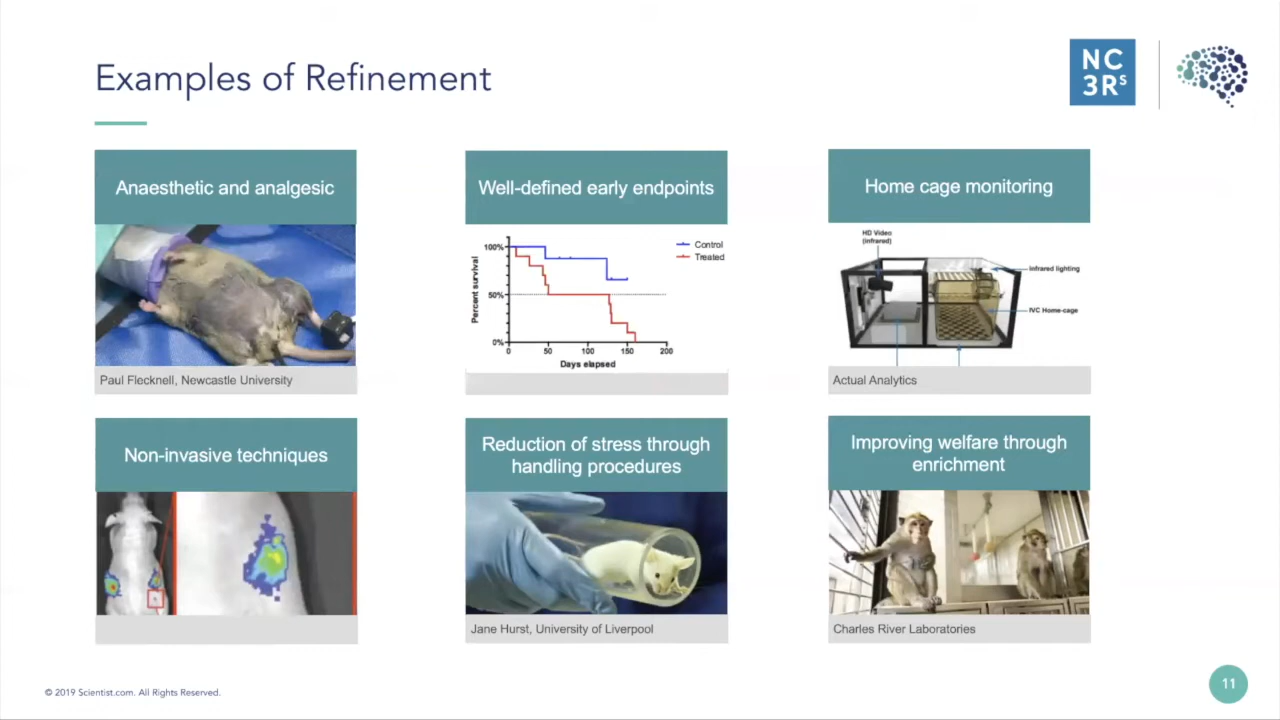 Examples of Refinement
NC
3Rs
Anaesthetic and analgesic
Paul Flecknell, Newcastle University
Well-defined early endpoints
Control
Treated
Percent survival
100%
50%
0%
0 50 100 150 200
Days elapsed
Home cage monitoring
HD Video
(infrared)
Infrared lighting
IVC Home-cage
Actual Analytics
Non-invasive techniques
Reduction of stress through
handling procedures
Jane Hurst, University of Liverpool
Improving welfare through
enrichment
Charles River Laboratories
© 2019 Scientist.com. All Rights Reserved.
11